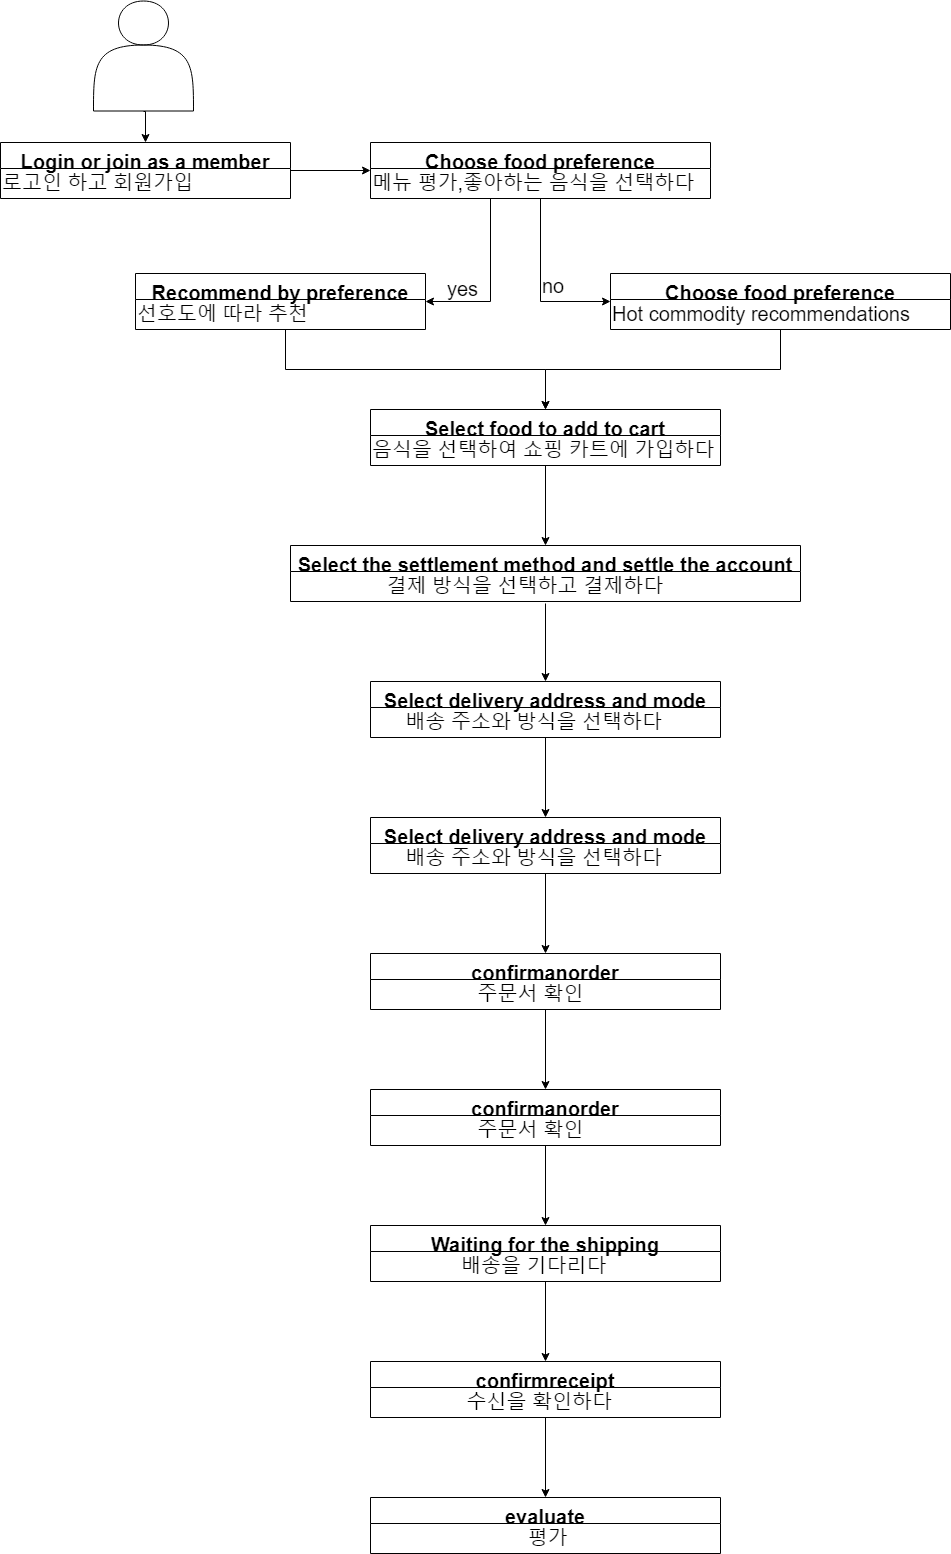 Login or join as a member
로고인 하고 회원가입
Choose food preference
메뉴 평가,좋아하는 음식을 선택하다
yes
no
Recommend by preference
선호도에 따라 추천
Choose food preference
Hot commodity recommendations
Select food to add to cart
음식을 선택하여 쇼핑 카트에 가입하다
Select the settlement method and settle the account
결제 방식을 선택하고 결제하다
Select delivery address and mode
배송 주소와 방식을 선택하다
Select delivery address and mode
배송 주소와 방식을 선택하다
confirmanorder
주문서 확인
confirmanorder
주문서 확인
Waiting for the shipping
배송을 기다리다
confirmreceipt
수신을 확인하다
evaluate
평가